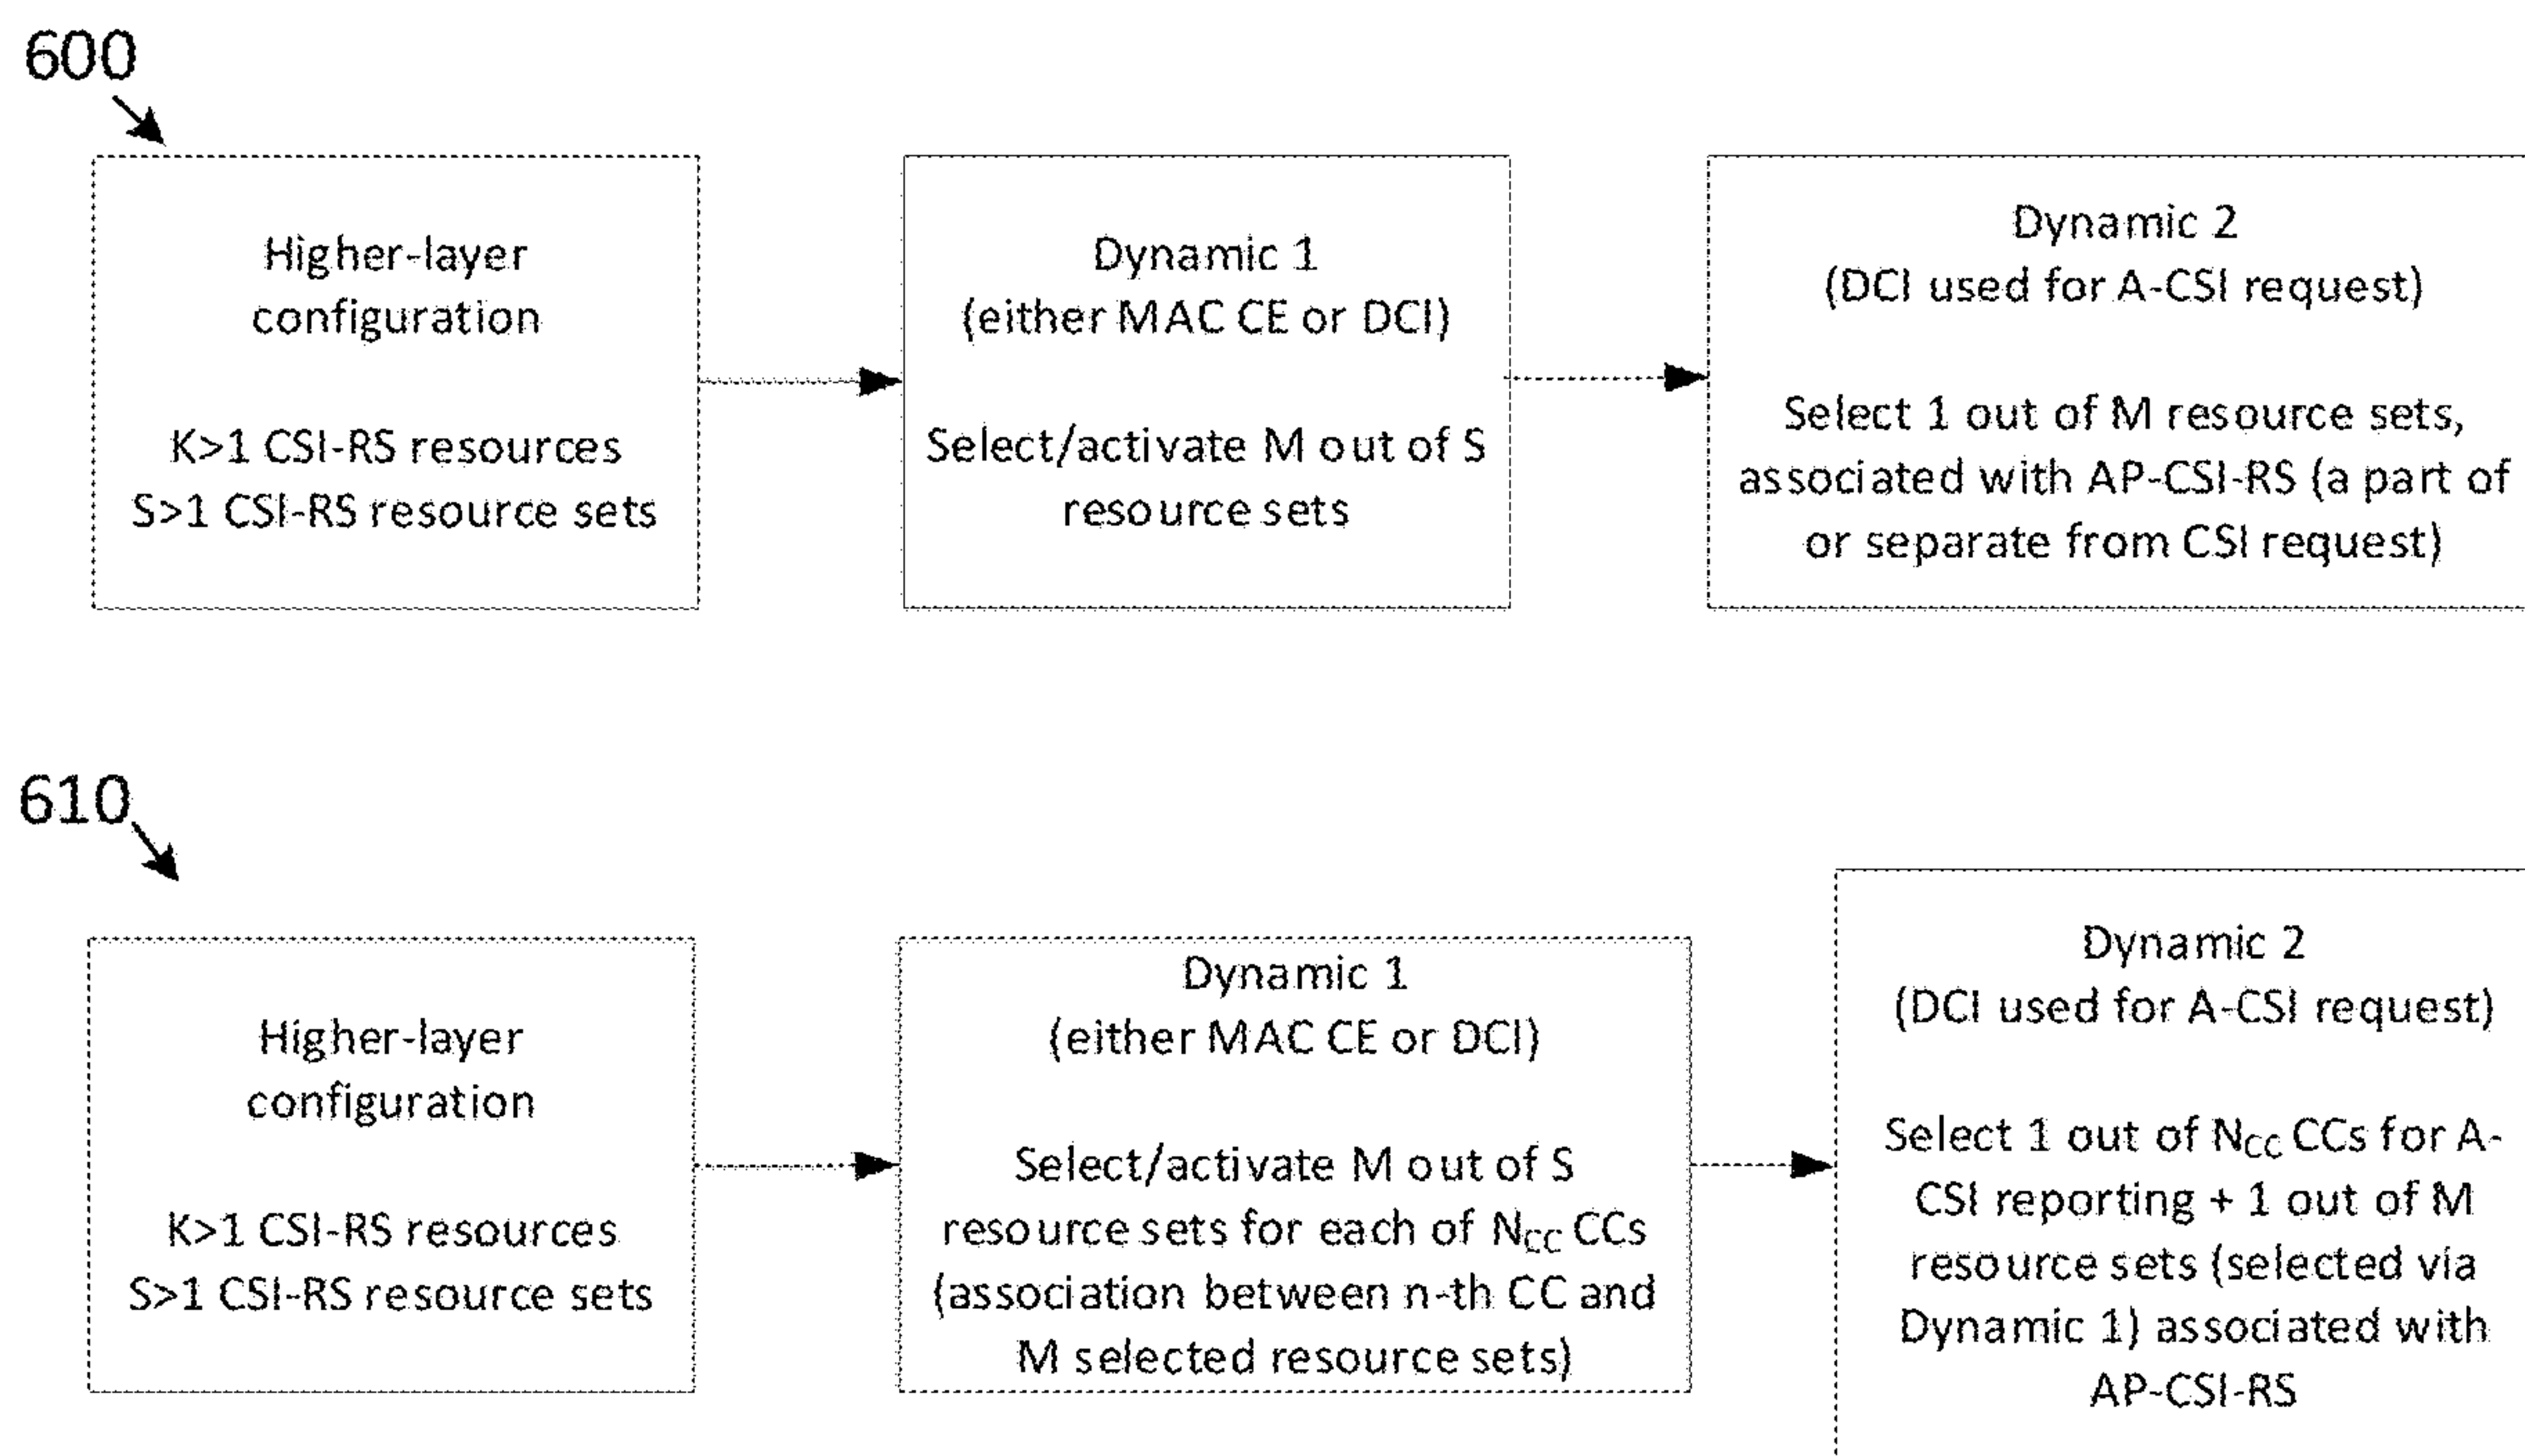 600
Higher-layer
configuration
K>1 CSI-RS resources
S>1 CSI-RS resource sets
Dynamic 1
(either MAC CE or DCI)
Select/activate M out of S
resource sets
Dynamic 2
(DCI used for A-CSI request)
Select 1 out of M resource sets,
associated with AP-CSI-RS (a part of
or separate from CSI request)
610
Higher-layer
configuration
K>1 CSI-RS resources
S>1 CSI-RS resource sets
Dynamic 1
(either MAC CE or DCI)
Select/activate M out of S
resource sets for each of NCC CCs
(association between n-th CC and
M selected resource sets)
Dynamic 2
(DCI used for A-CSI request)
Select 1 out of NCC CCs for A-
CSI reporting + 1 out of M
resource sets (selected via
Dynamic 1) associated with
AP-CSI-RS